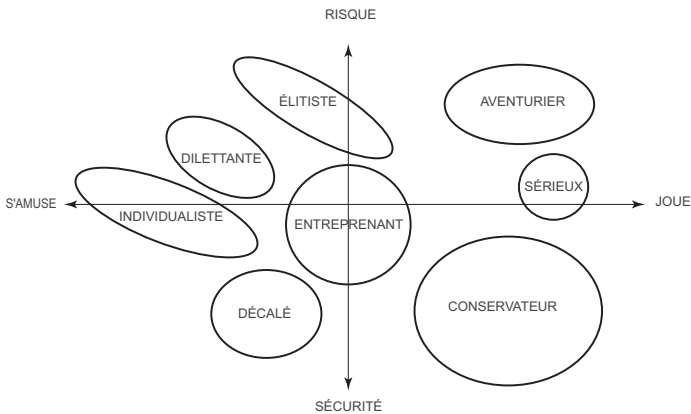 RISQUE
ÉLITISTE
AVENTURIER
DILETTANTE
SÉRIEUX
S'AMUSE
JOUE
INDIVIDUALISTE
ENTREPRENANT
DÉCALÉ
CONSERVATEUR
SÉCURITÉ